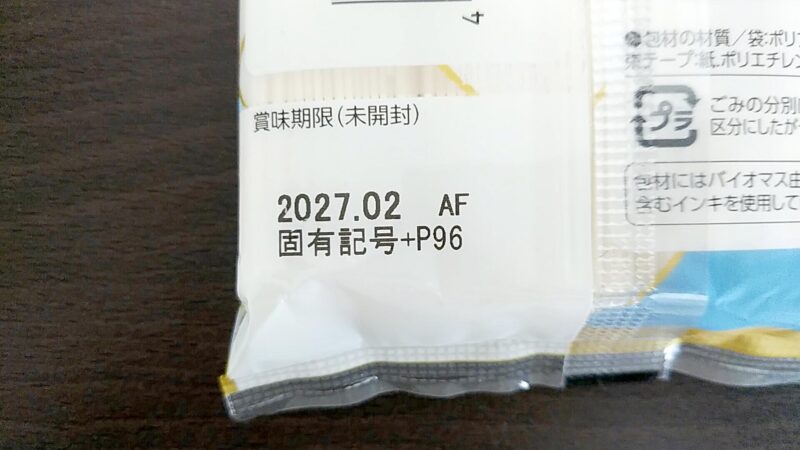 賞味期限(未開封)
2027.02 AF
固有記号+P96
包材の材質/袋:ポリ
テープ:紙,ポリエチレン
プラ
ごみの分別
区分にしたが
包材にはバイオマス由
含むインキを使用して